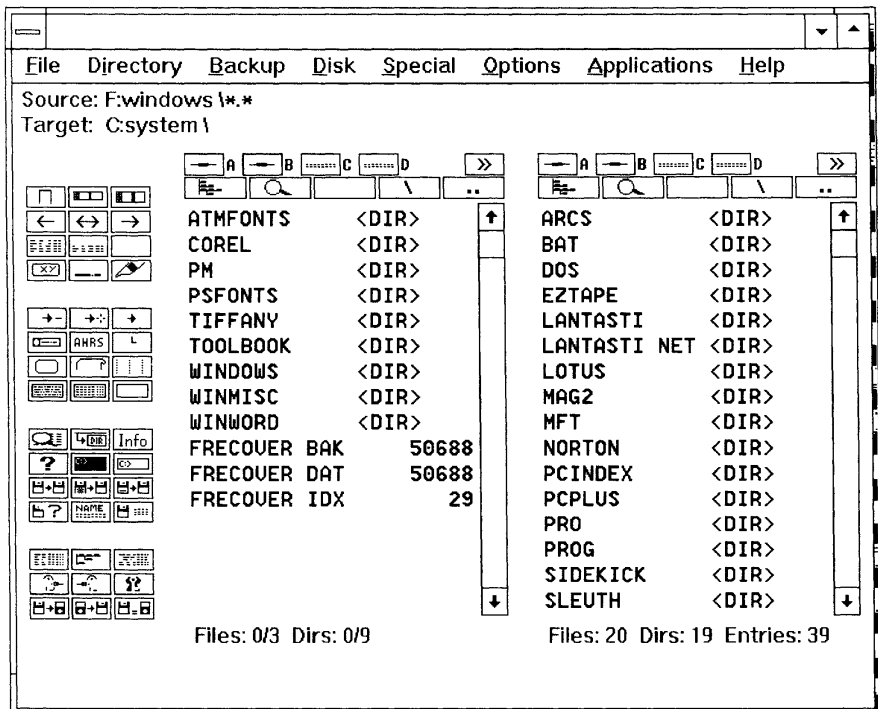 File Directory Backup Disk Special Options Applications Help
Source: F:windows \*.*
Target: C:system \
A B C D >>
\ ..
A B C D >>
\ ..
ATMFONTS <DIR>
COREL <DIR>
PM <DIR>
PSFONTS <DIR>
TIFFANY <DIR>
TOOLBOOK <DIR>
WINDOWS <DIR>
WINMISC <DIR>
WINWORD <DIR>
FRECOVER BAK 50688
FRECOVER DAT 50688
FRECOVER IDX 29
Files: 0/3 Dirs: 0/9
ARCS <DIR>
BAT <DIR>
DOS <DIR>
EZTAPE <DIR>
LANTASTI <DIR>
LANTASTI NET <DIR>
LOTUS <DIR>
MAG2 <DIR>
MFT <DIR>
NORTON <DIR>
PCINDEX <DIR>
PCPLUS <DIR>
PRO <DIR>
PROG <DIR>
SIDEKICK <DIR>
SLEUTH <DIR>
Files: 20 Dirs: 19 Entries: 39
XY
AHRS
DIR Info
? C>
? NAME